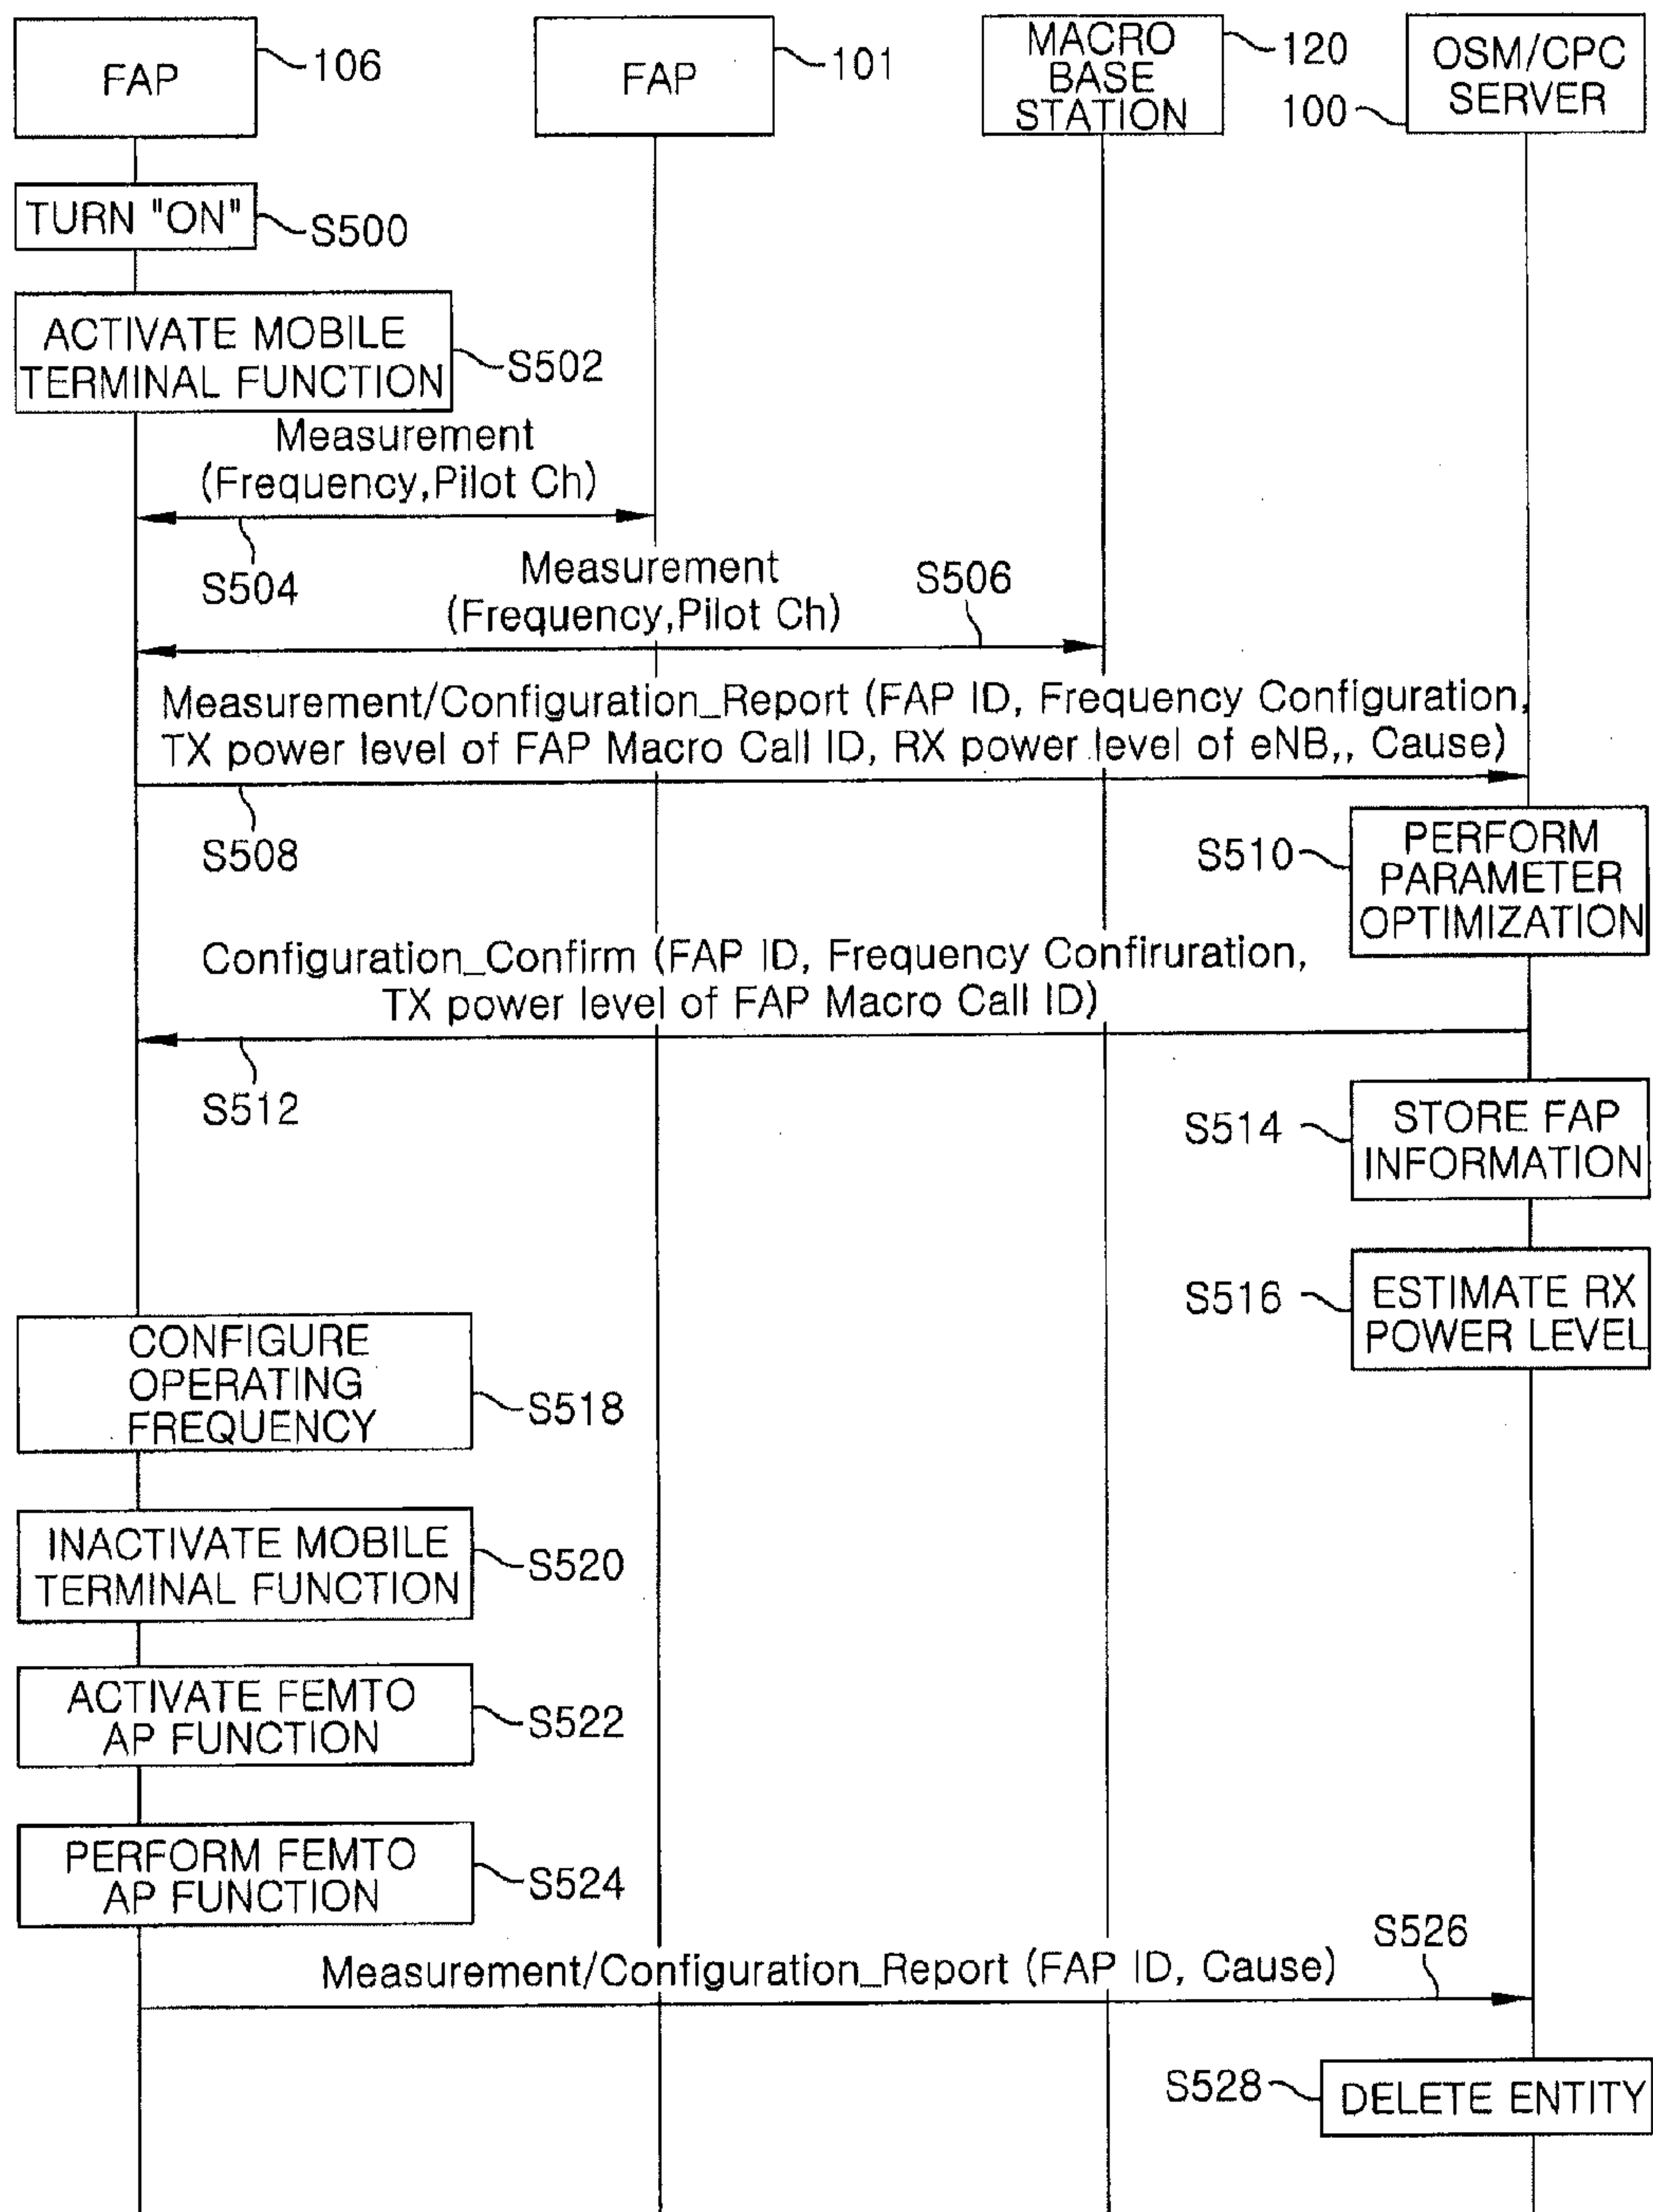 FAP
106
FAP
101
MACRO
BASE
STATION
120
100
OSM/CPC
SERVER
TURN "ON"
S500
ACTIVATE MOBILE
TERMINAL FUNCTION
S502
Measurement
(Frequency,Pilot Ch)
S504
Measurement
(Frequency,Pilot Ch)
S506
Measurement/Configuration_Report (FAP ID, Frequency Configuration,
TX power level of FAP Macro Call ID, RX power level of eNB,, Cause)
S508
S510
PERFORM
PARAMETER
OPTIMIZATION
Configuration_Confirm (FAP ID, Frequency Confiruration,
TX power level of FAP Macro Call ID)
S512
S514
STORE FAP
INFORMATION
S516
ESTIMATE RX
POWER LEVEL
CONFIGURE
OPERATING
FREQUENCY
S518
INACTIVATE MOBILE
TERMINAL FUNCTION
S520
ACTIVATE FEMTO
AP FUNCTION
S522
PERFORM FEMTO
AP FUNCTION
S524
S526
Measurement/Configuration_Report (FAP ID, Cause)
S528
DELETE ENTITY